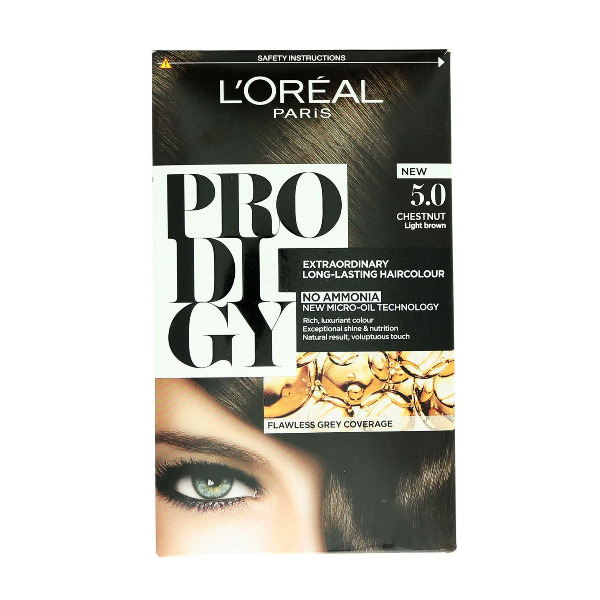 SAFETY INSTRUCTIONS
L'ORÉAL
PARiS
NEW
5.0
CHESTNUT
Light brown
PRO
DI
GY
EXTRAORDINARY
LONG-LASTING HAIRCOLOUR
NO AMMONIA
NEW MICRO-OIL TECHNOLOGY
Rich, luxuriant colour
Exceptional shine & nutrition
Natural result, voluptuous touch
FLAWLESS GREY COVERAGE